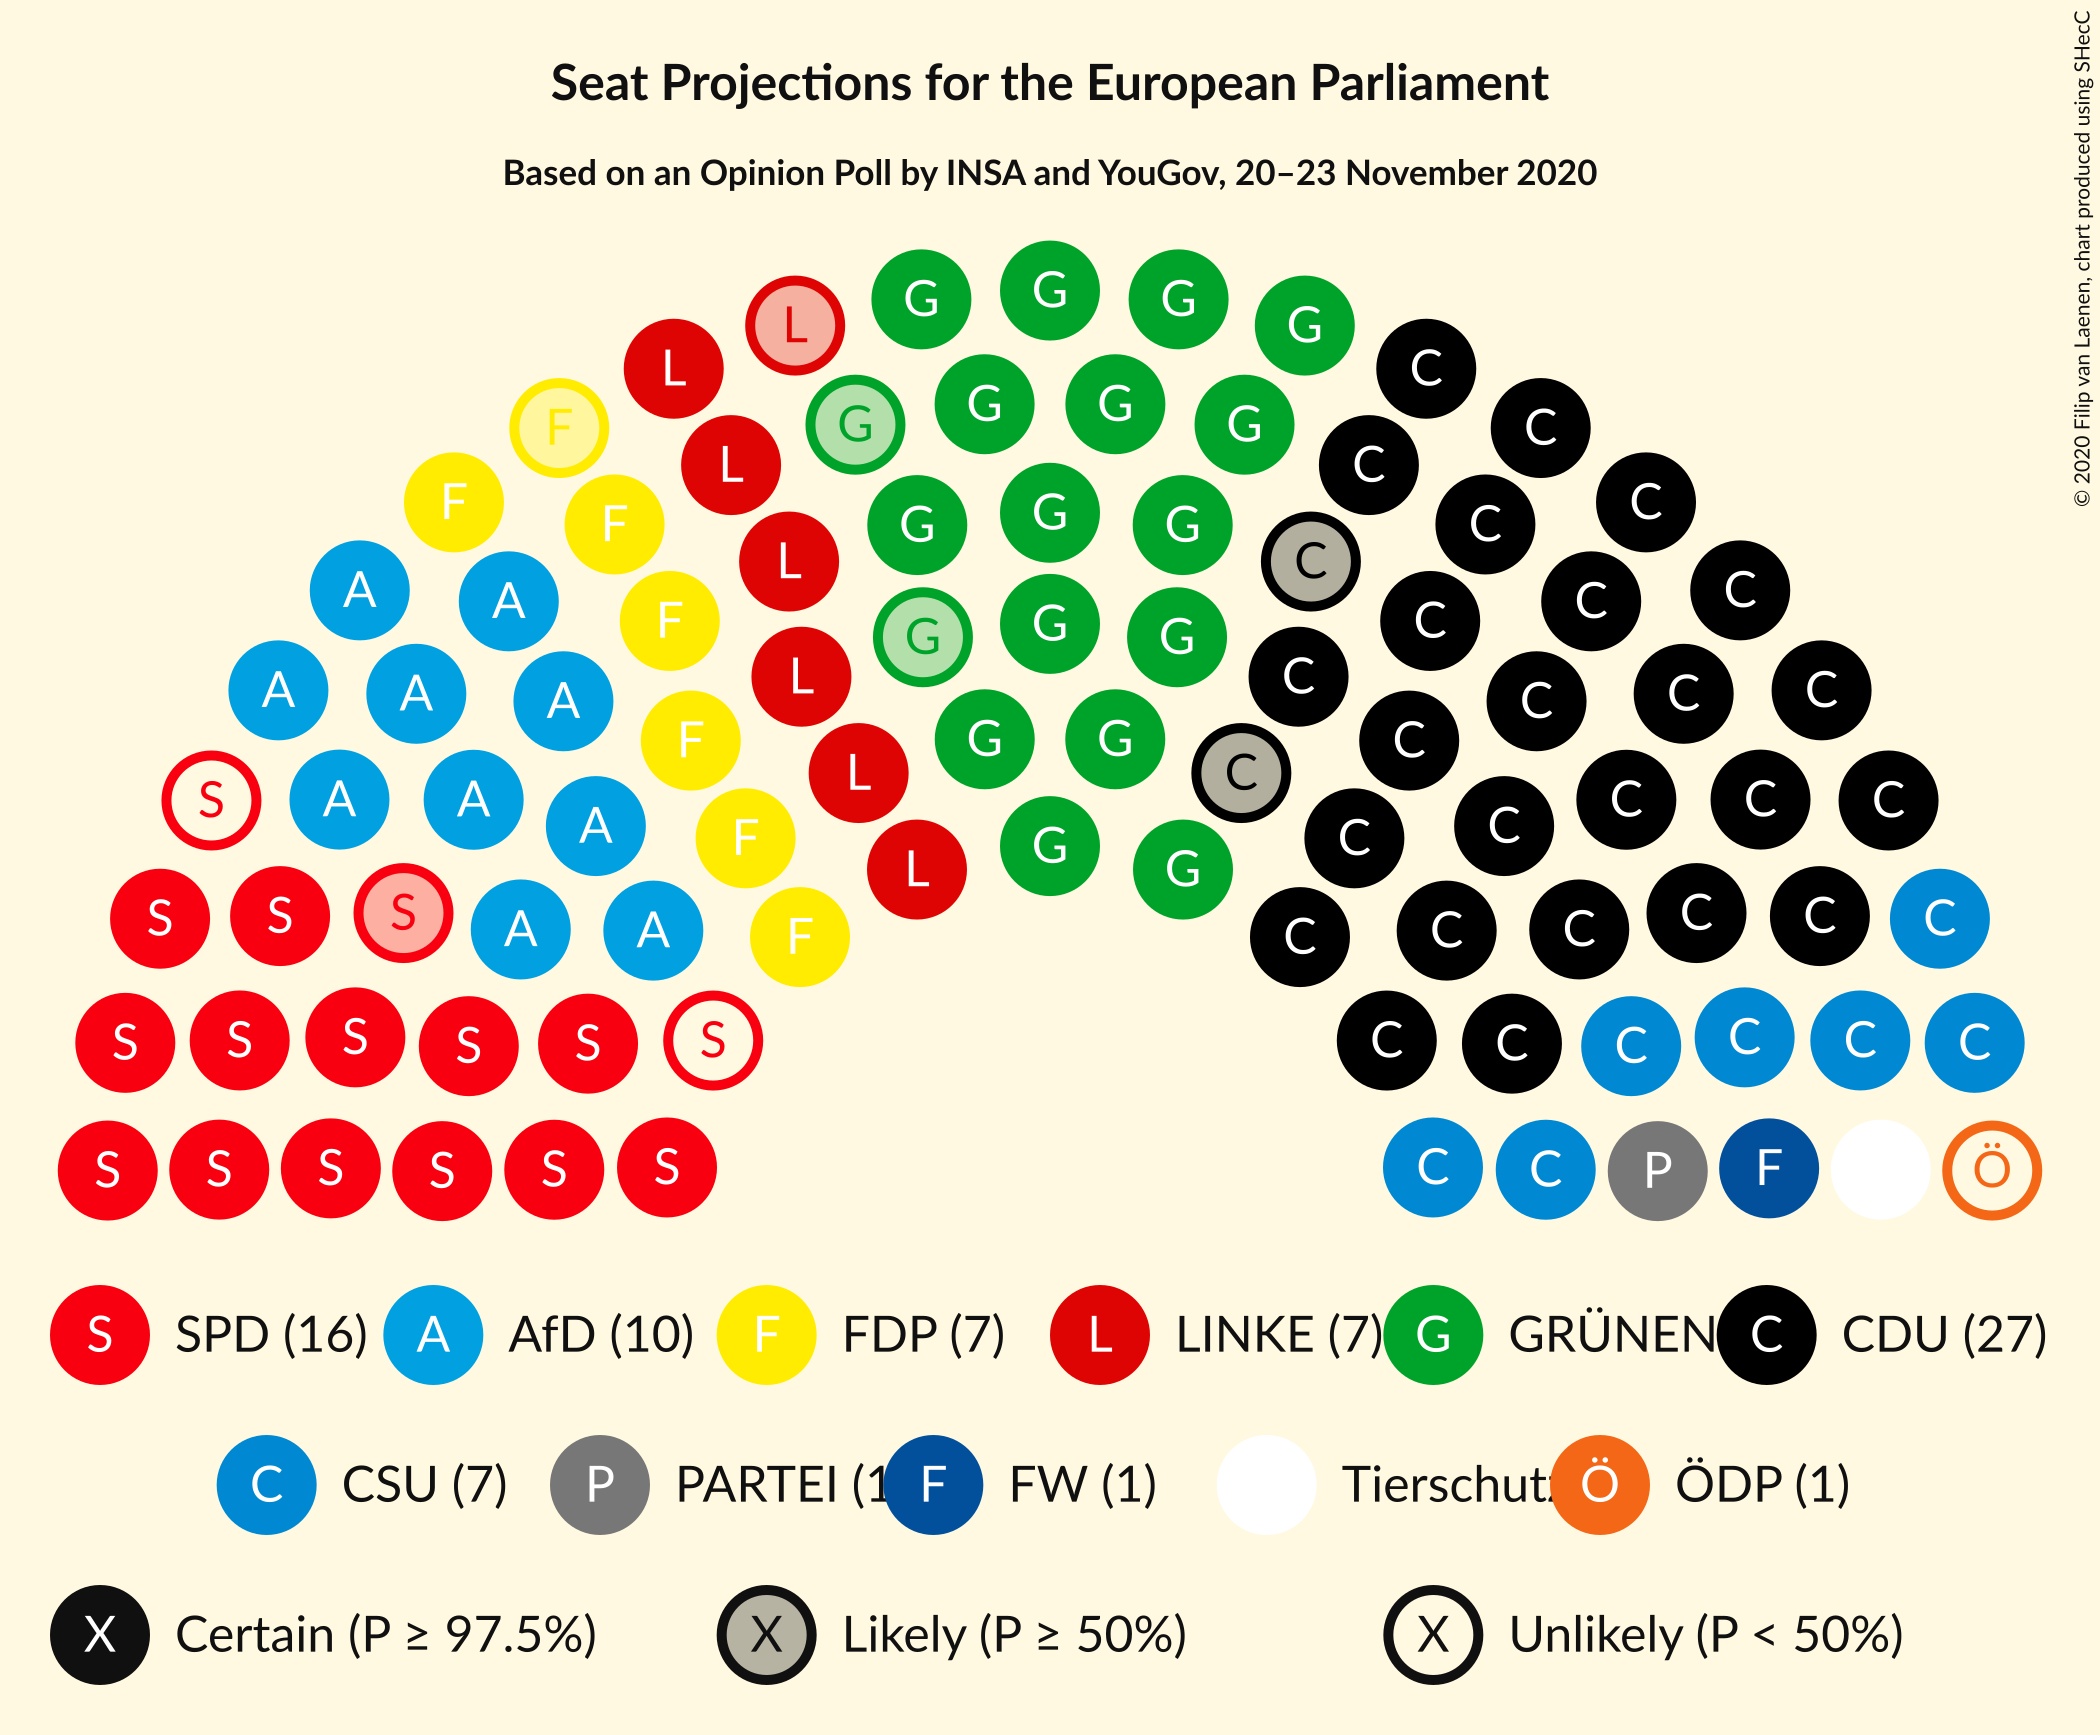 Seat Projections for the European Parliament
Based on an Opinion Poll by INSA and YouGov, 20–23 November 2020
© 2020 Filip van Laenen, chart produced using SHecC
G
G G
L G
L C
G G
G G
F C
L C
F C
F C
G
G G
L C
A C
A C
F C
G
G G
L C
A C
A C
A C
F C
G G
L C
S C
A C
A C
A C
F C
G
L G
S C
S C
S C
A C
A C
F C
S C
S C
S C
S C
S C
S C
S S S S S S C C P F Ö
S SPD (16) A AfD (10) F FDP (7) L LINKE (7) G GRÜNEN C CDU (27)
C CSU (7) P PARTEI (1 F FW (1) Tierschutz Ö ÖDP (1)
X Certain (P ≥ 97.5%) X Likely (P ≥ 50%) X Unlikely (P < 50%)